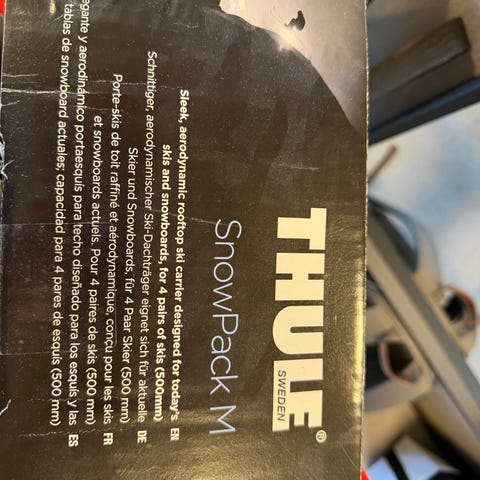 THULE®
SWEDEN
SnowPack M
Sleek, aerodynamic rooftop ski carrier designed for today's EN
skis and snowboards, for 4 pairs of skis (500mm)
Schnittiger, aerodynamischer Ski-Dachträger eignet sich für aktuelle DE
Skier und Snowboards, für 4 Paar Skier (500 mm)
Porte-skis de toit raffiné et aérodynamique, conçu pour les skis FR
et snowboards actuels. Pour 4 paires de skis (500 mm)
y aerodinámico portaesquís para techo diseñado para los esquís y las ES
tablas de snowboard actuales; capacidad para 4 pares de esquís (500 mm)